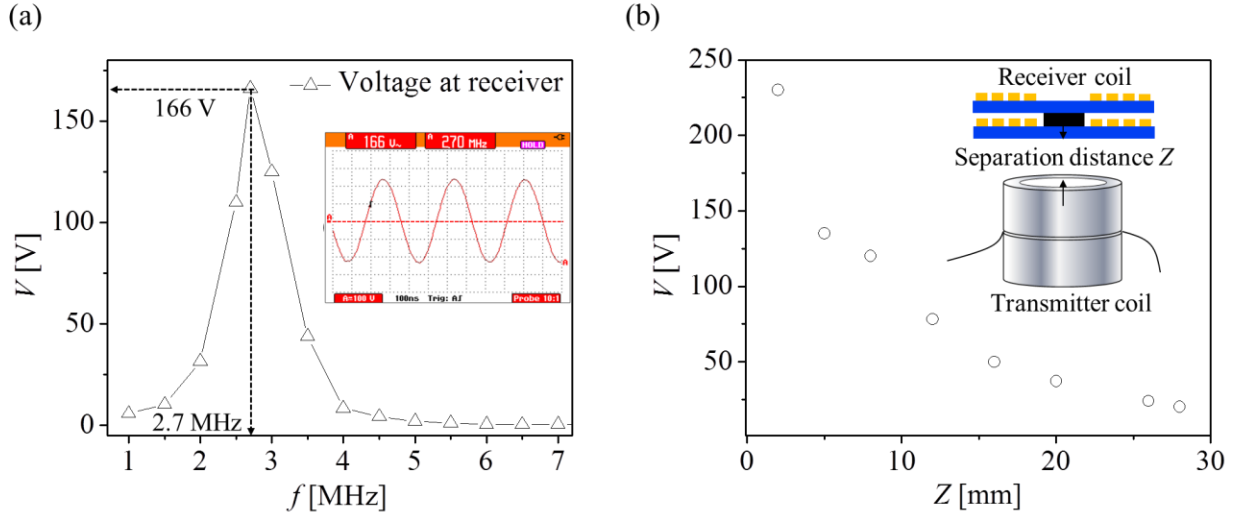 (a)
V [V]
150
100
50
0
1 2 3 4 5 6 7
f [MHz]
166 V
2.7 MHz
Voltage at receiver
A 166 V~ A 2.70 MHz HOLD
A
A
A=100 V 100ns Trig: A∫ Probe 10:1
(b)
V [V]
250
200
150
100
50
0 10 20 30
Z [mm]
Receiver coil
Separation distance Z
Transmitter coil